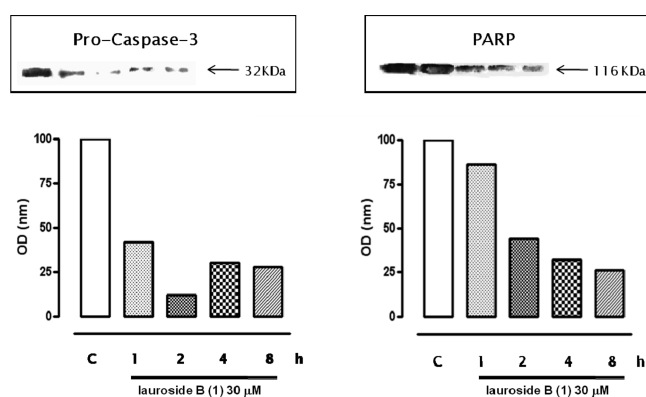 Pro-Caspase-3
32KDa
OD (nm)
100
75
50
25
0
C 1 2 4 8 h
lauroside B (1) 30 μM
PARP
116 KDa
OD (nm)
100
75
50
25
0
C 1 2 4 8 h
lauroside B (1) 30 μM